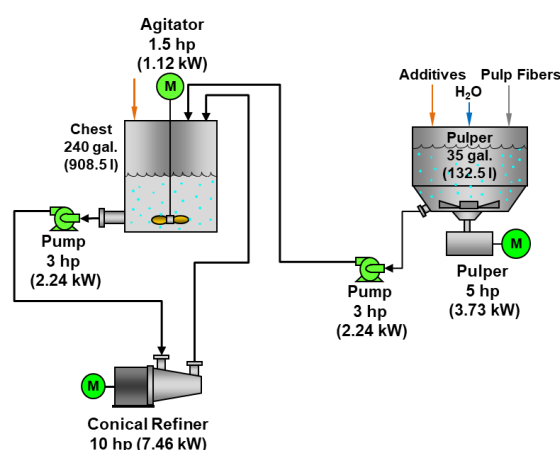 Agitator
1.5 hp
(1.12 kW)
M
Chest
240 gal.
(908.5 l)
Additives
Pulp Fibers
H₂O
Pulper
35 gal.
(132.5 l)
Pump
3 hp
(2.24 kW)
M
Pulper
5 hp
(3.73 kW)
Pump
3 hp
(2.24 kW)
M
Conical Refiner
10 hp (7.46 kW)